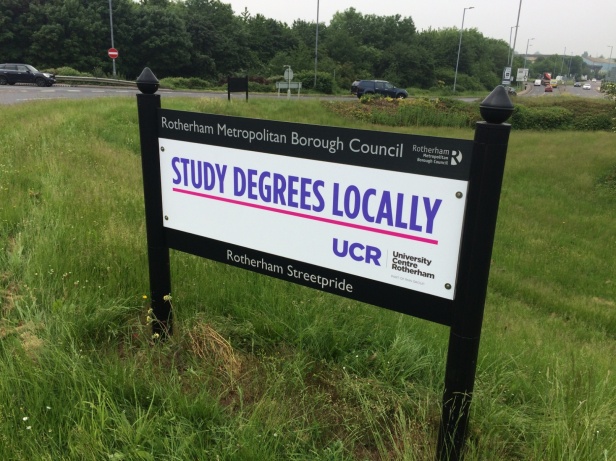 Rotherham Metropolitan Borough Council
Rotherham
Metropolitan
Borough Council
STUDY DEGREES LOCALLY
UCR
University
Centre
Rotherham
Rotherham Streetpride